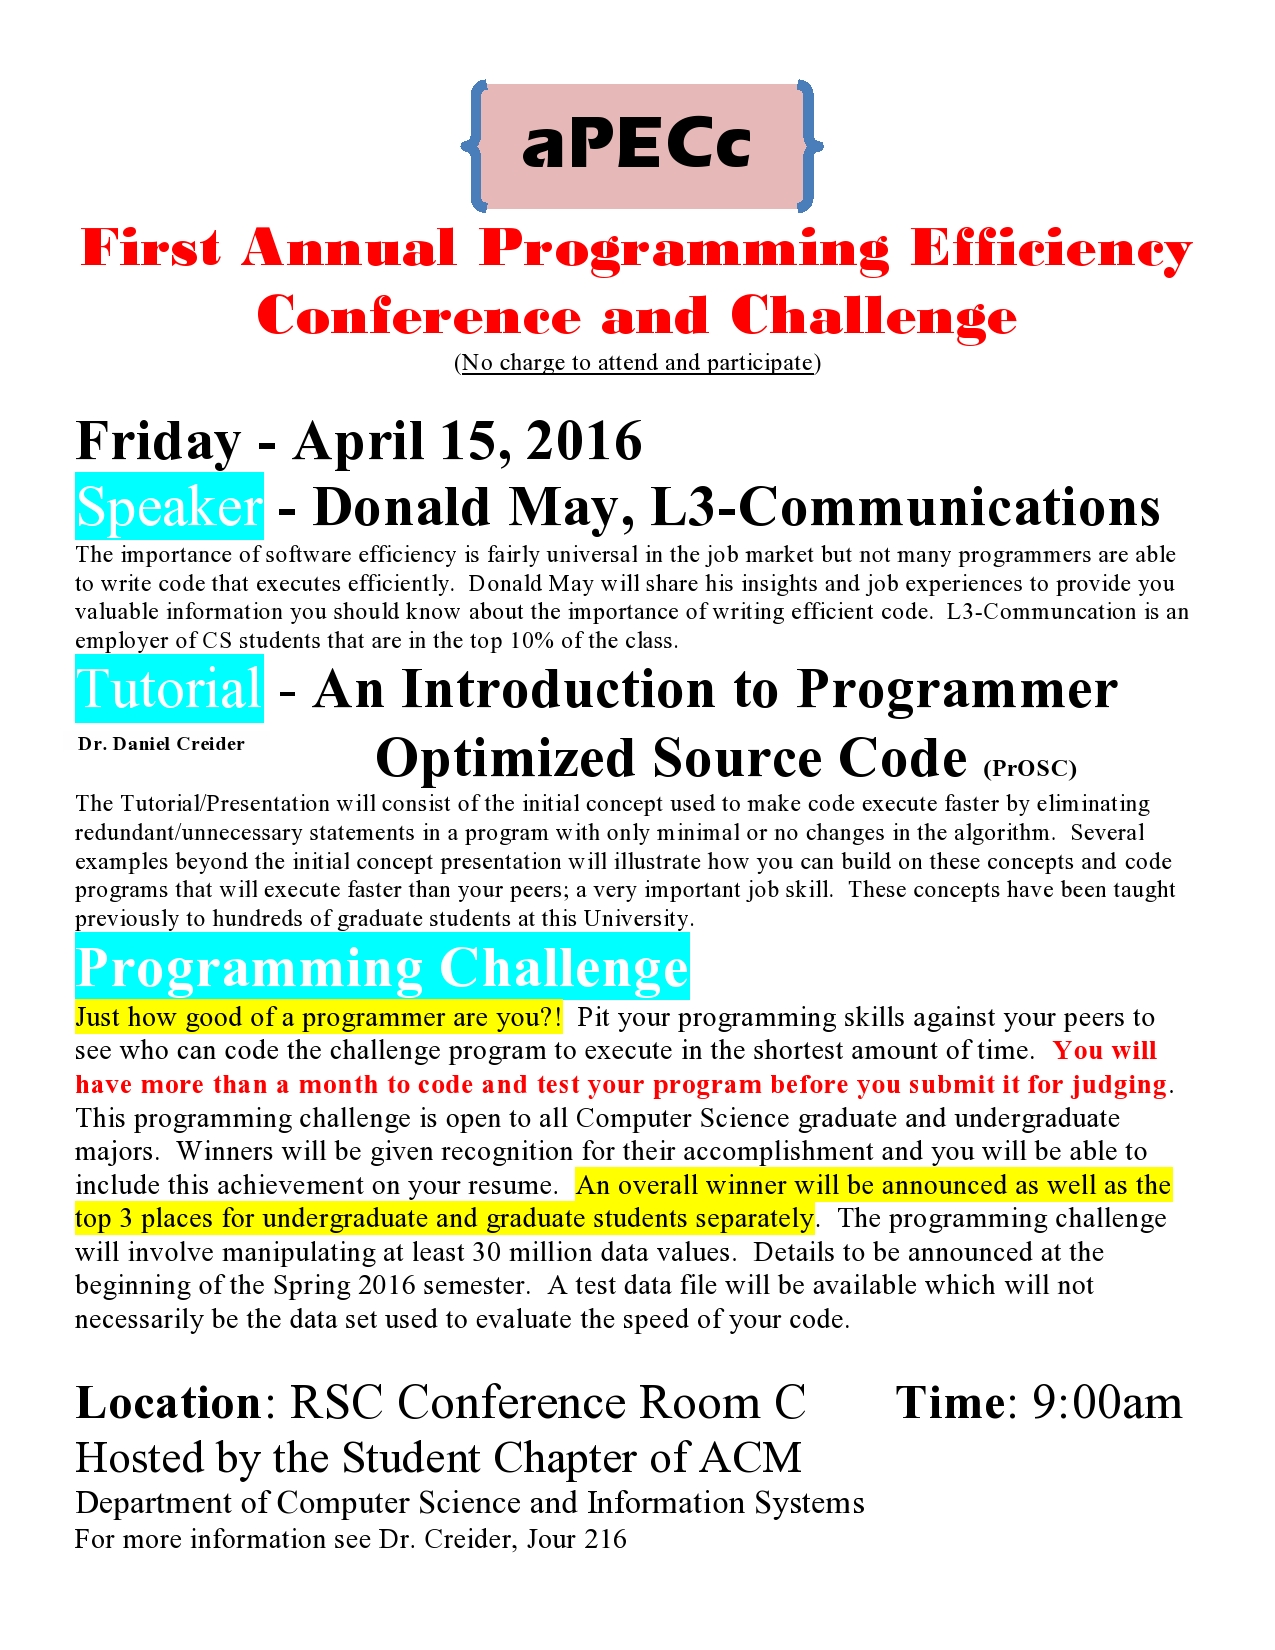 aPECc
First Annual Programming Efficiency
Conference and Challenge
(No charge to attend and participate)
Friday - April 15, 2016
Speaker - Donald May, L3-Communications
The importance of software efficiency is fairly universal in the job market but not many programmers are able
to write code that executes efficiently.  Donald May will share his insights and job experiences to provide you
valuable information you should know about the importance of writing efficient code.  L3-Communcation is an
employer of CS students that are in the top 10% of the class.
Tutorial - An Introduction to Programmer
Dr. Daniel Creider Optimized Source Code (PrOSC)
The Tutorial/Presentation will consist of the initial concept used to make code execute faster by eliminating
redundant/unnecessary statements in a program with only minimal or no changes in the algorithm.  Several
examples beyond the initial concept presentation will illustrate how you can build on these concepts and code
programs that will execute faster than your peers; a very important job skill.  These concepts have been taught
previously to hundreds of graduate students at this University.
Programming Challenge
Just how good of a programmer are you?!  Pit your programming skills against your peers to
see who can code the challenge program to execute in the shortest amount of time.  You will
have more than a month to code and test your program before you submit it for judging.
This programming challenge is open to all Computer Science graduate and undergraduate
majors.  Winners will be given recognition for their accomplishment and you will be able to
include this achievement on your resume.  An overall winner will be announced as well as the
top 3 places for undergraduate and graduate students separately.  The programming challenge
will involve manipulating at least 30 million data values.  Details to be announced at the
beginning of the Spring 2016 semester.  A test data file will be available which will not
necessarily be the data set used to evaluate the speed of your code.
Location: RSC Conference Room C Time: 9:00am
Hosted by the Student Chapter of ACM
Department of Computer Science and Information Systems
For more information see Dr. Creider, Jour 216